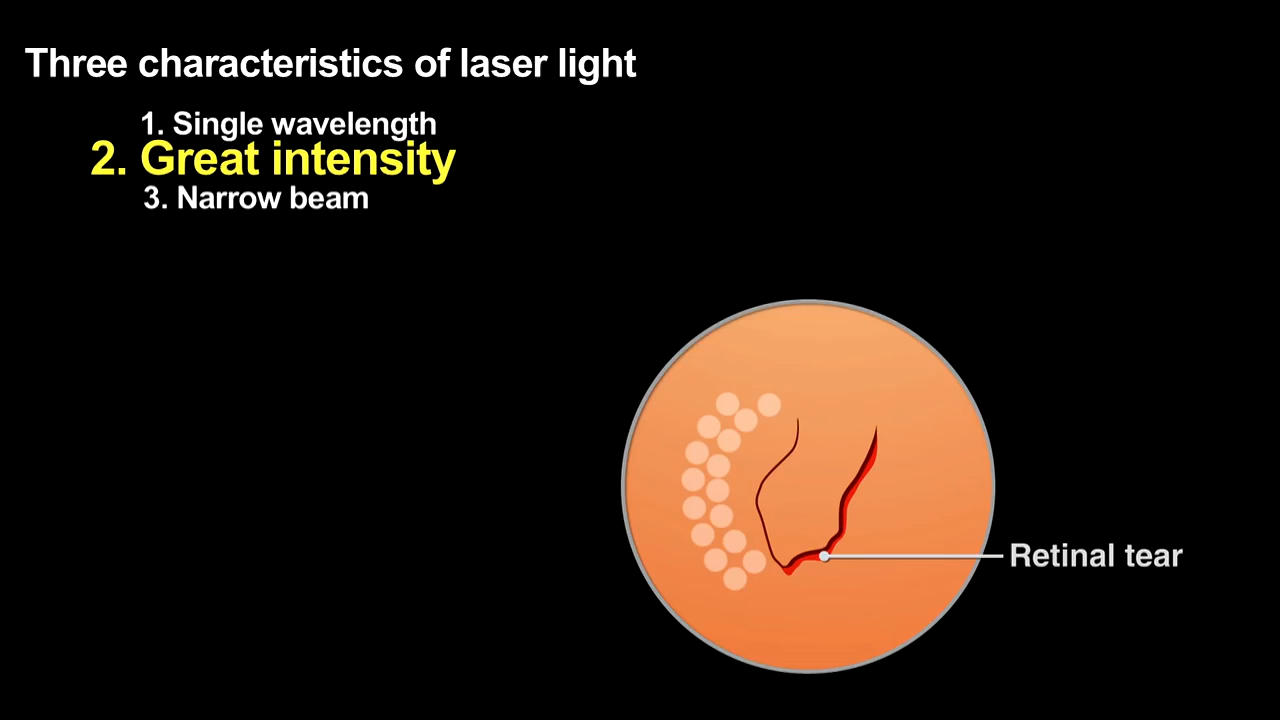 Three characteristics of laser light
1. Single wavelength
2. Great intensity
3. Narrow beam
Retinal tear